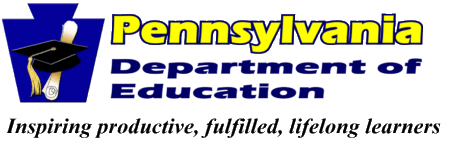 Pennsylvania
Department of
Education
Inspiring productive, fulfilled, lifelong learners